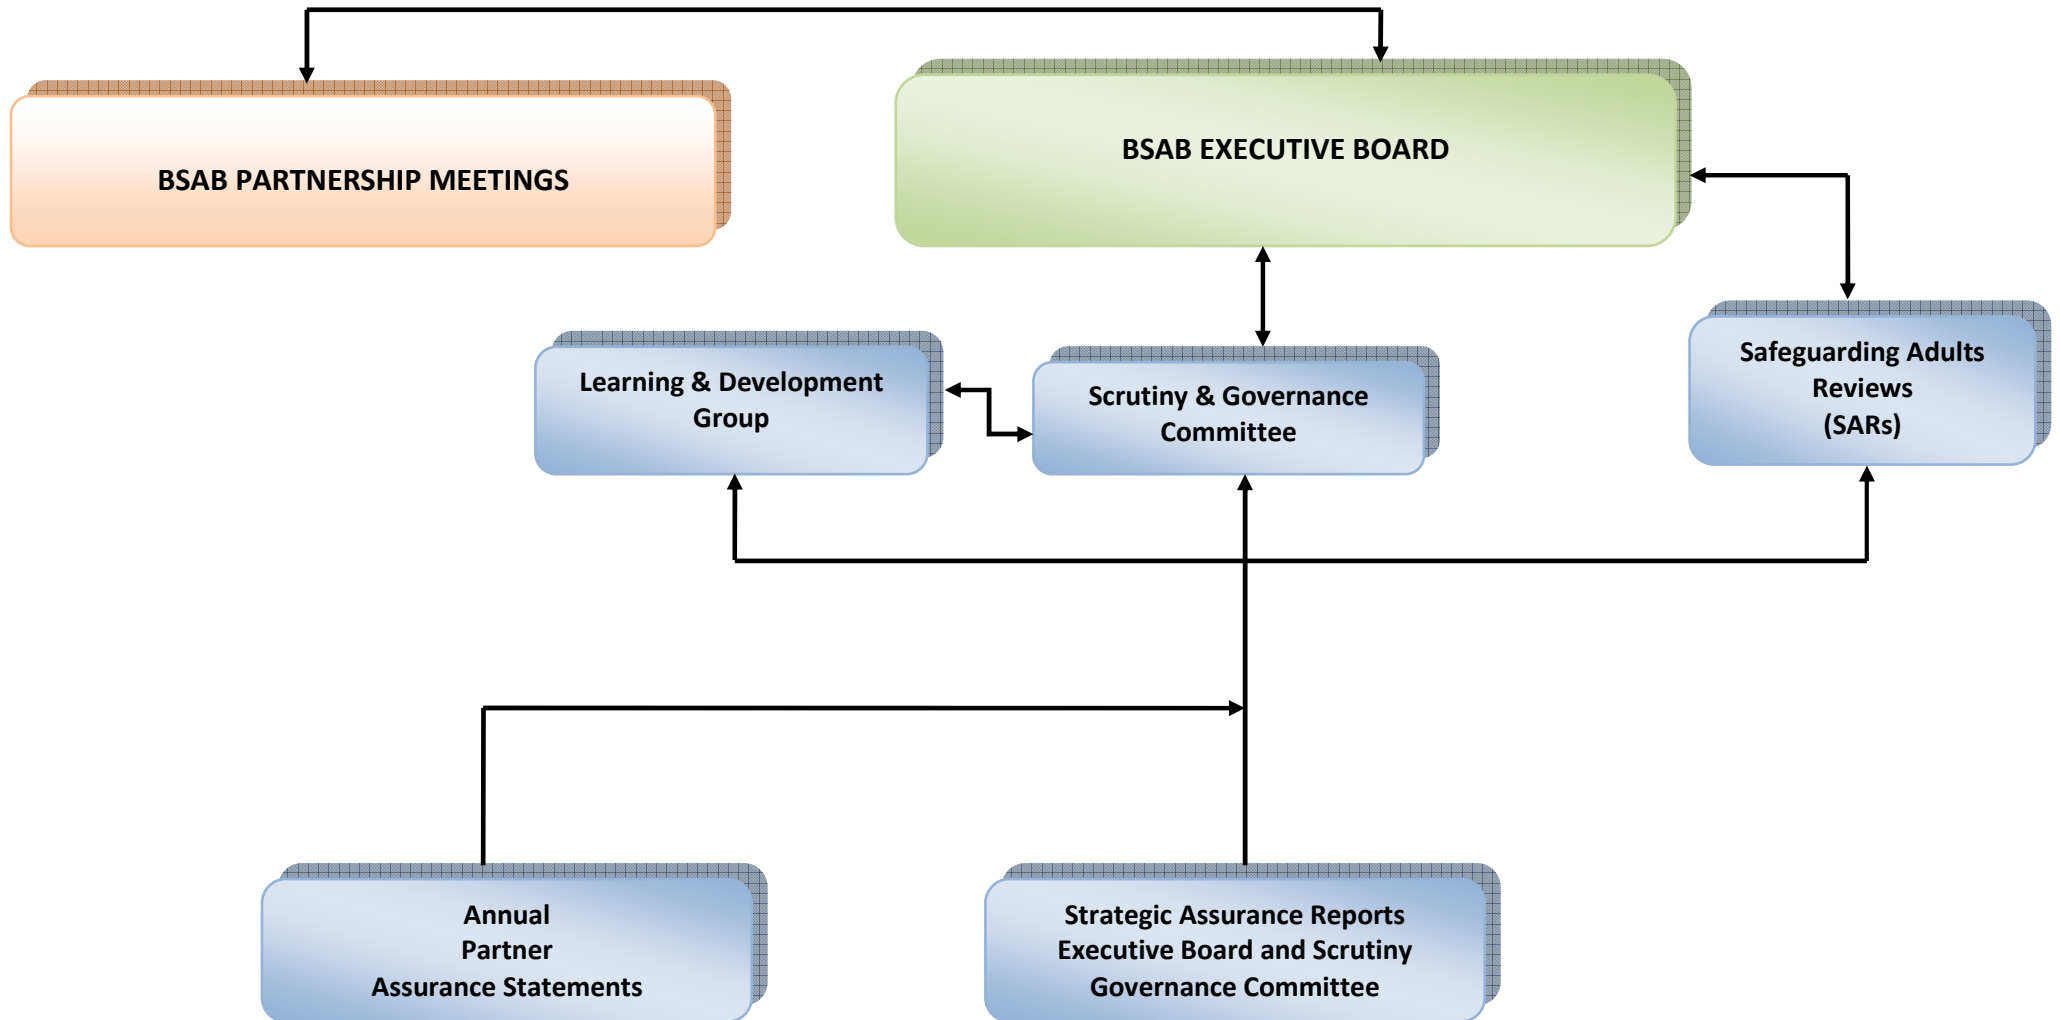 BSAB PARTNERSHIP MEETINGS
BSAB EXECUTIVE BOARD
Learning & Development
Group
Scrutiny & Governance
Committee
Safeguarding Adults
Reviews
(SARs)
Annual
Partner
Assurance Statements
Strategic Assurance Reports
Executive Board and Scrutiny
Governance Committee